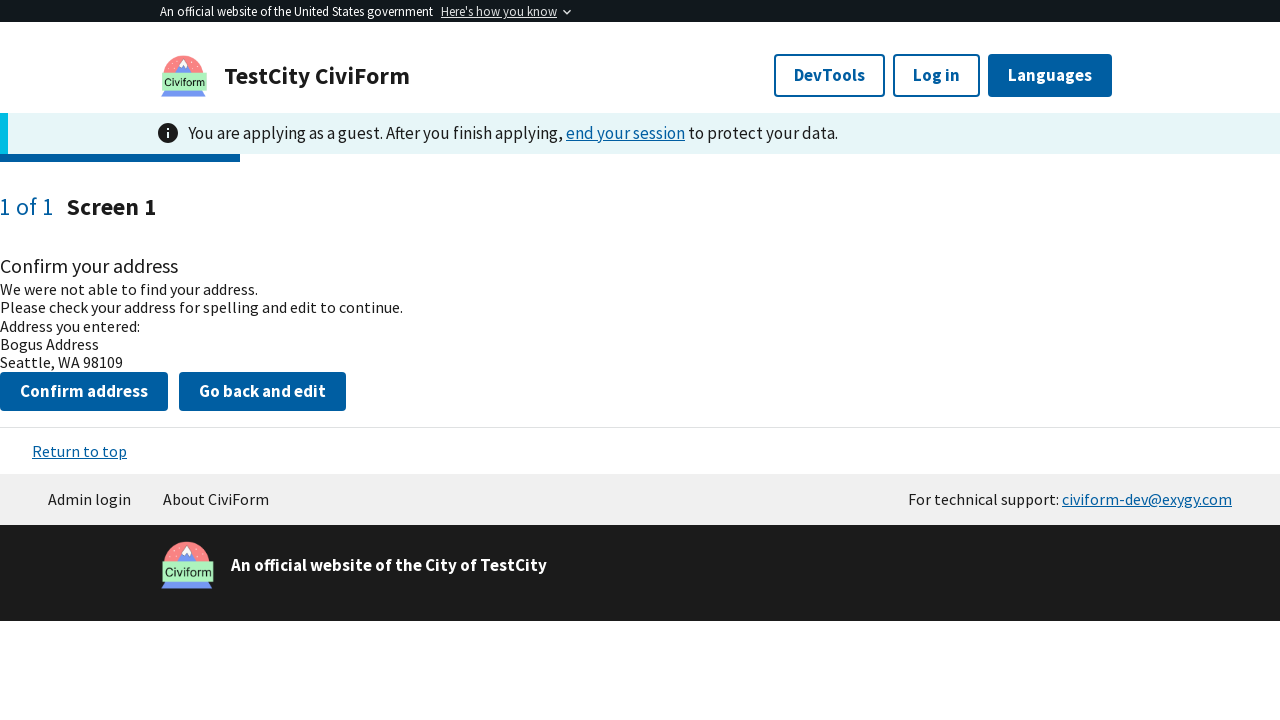 An official website of the United States government Here's how you know
Civiform
TestCity CiviForm
DevTools
Log in
Languages
You are applying as a guest. After you finish applying, end your session to protect your data.
1 of 1 Screen 1
Confirm your address
We were not able to find your address.
Please check your address for spelling and edit to continue.
Address you entered:
Bogus Address
Seattle, WA 98109
Confirm address
Go back and edit
Return to top
Admin login
About CiviForm
For technical support: civiform-dev@exygy.com
Civiform
An official website of the City of TestCity